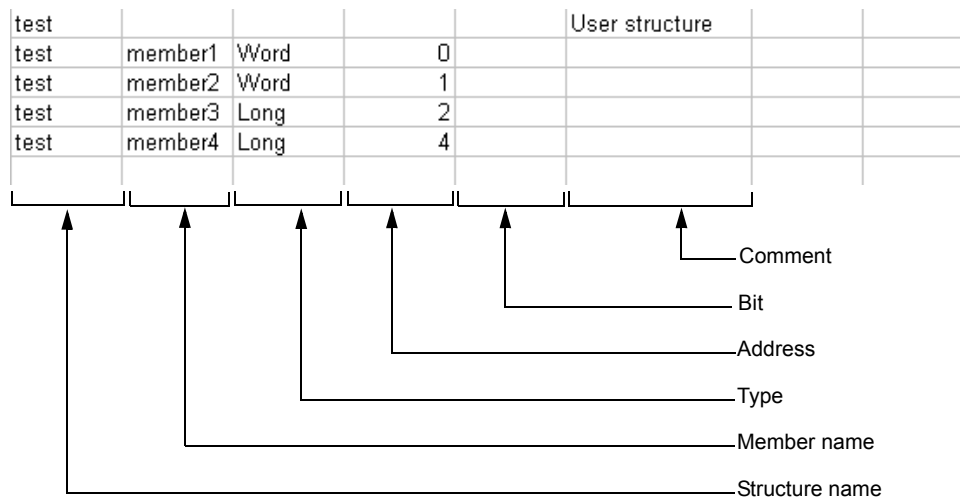 test User structure
test member1 Word 0
test member2 Word 1
test member3 Long 2
test member4 Long 4
Comment
Bit
Address
Type
Member name
Structure name